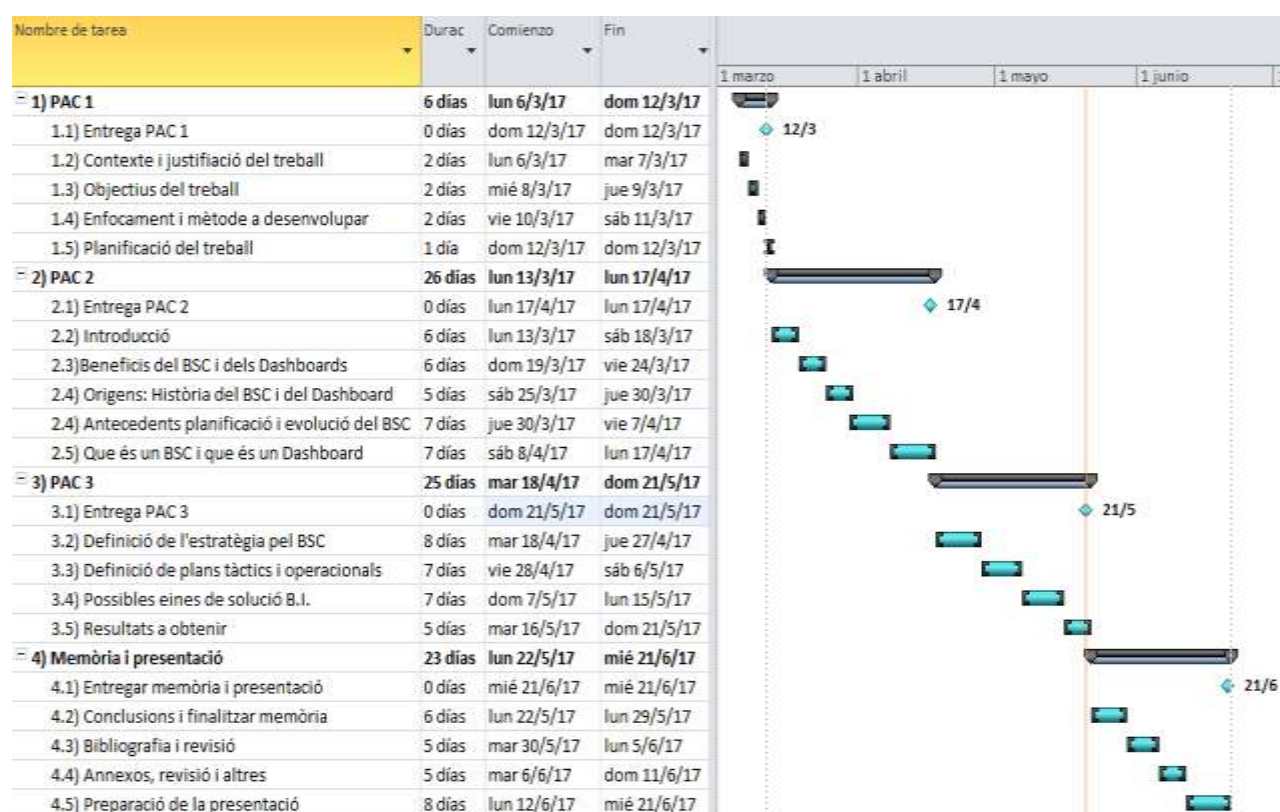 Nombre de tarea Durac Comienzo Fin
1 marzo 1 abril 1 mayo 1 junio
1) PAC 1 6 días lun 6/3/17 dom 12/3/17
1.1) Entrega PAC 1 0 días dom 12/3/17 dom 12/3/17 12/3
1.2) Contexte i justifiació del treball 2 días lun 6/3/17 mar 7/3/17
1.3) Objectius del treball 2 días mié 8/3/17 jue 9/3/17
1.4) Enfocament i mètode a desenvolupar 2 días vie 10/3/17 sáb 11/3/17
1.5) Planificació del treball 1 día dom 12/3/17 dom 12/3/17
2) PAC 2 26 días lun 13/3/17 lun 17/4/17
2.1) Entrega PAC 2 0 días lun 17/4/17 lun 17/4/17 17/4
2.2) Introducció 6 días lun 13/3/17 sáb 18/3/17
2.3)Beneficis del BSC i dels Dashboards 6 días dom 19/3/17 vie 24/3/17
2.4) Origens: Història del BSC i del Dashboard 5 días sáb 25/3/17 jue 30/3/17
2.4) Antecedents planificació i evolució del BSC 7 días jue 30/3/17 vie 7/4/17
2.5) Que és un BSC i que és un Dashboard 7 días sáb 8/4/17 lun 17/4/17
3) PAC 3 25 días mar 18/4/17 dom 21/5/17
3.1) Entrega PAC 3 0 días dom 21/5/17 dom 21/5/17 21/5
3.2) Definició de l'estratègia pel BSC 8 días mar 18/4/17 jue 27/4/17
3.3) Definició de plans tàctics i operacionals 7 días vie 28/4/17 sáb 6/5/17
3.4) Possibles eines de solució B.I. 7 días dom 7/5/17 lun 15/5/17
3.5) Resultats a obtenir 5 días mar 16/5/17 dom 21/5/17
4) Memòria i presentació 23 días lun 22/5/17 mié 21/6/17
4.1) Entregar memòria i presentació 0 días mié 21/6/17 mié 21/6/17 21/6
4.2) Conclusions i finalitzar memòria 6 días lun 22/5/17 lun 29/5/17
4.3) Bibliografia i revisió 5 días mar 30/5/17 lun 5/6/17
4.4) Annexos, revisió i altres 5 días mar 6/6/17 dom 11/6/17
4.5) Preparació de la presentació 8 días lun 12/6/17 mié 21/6/17